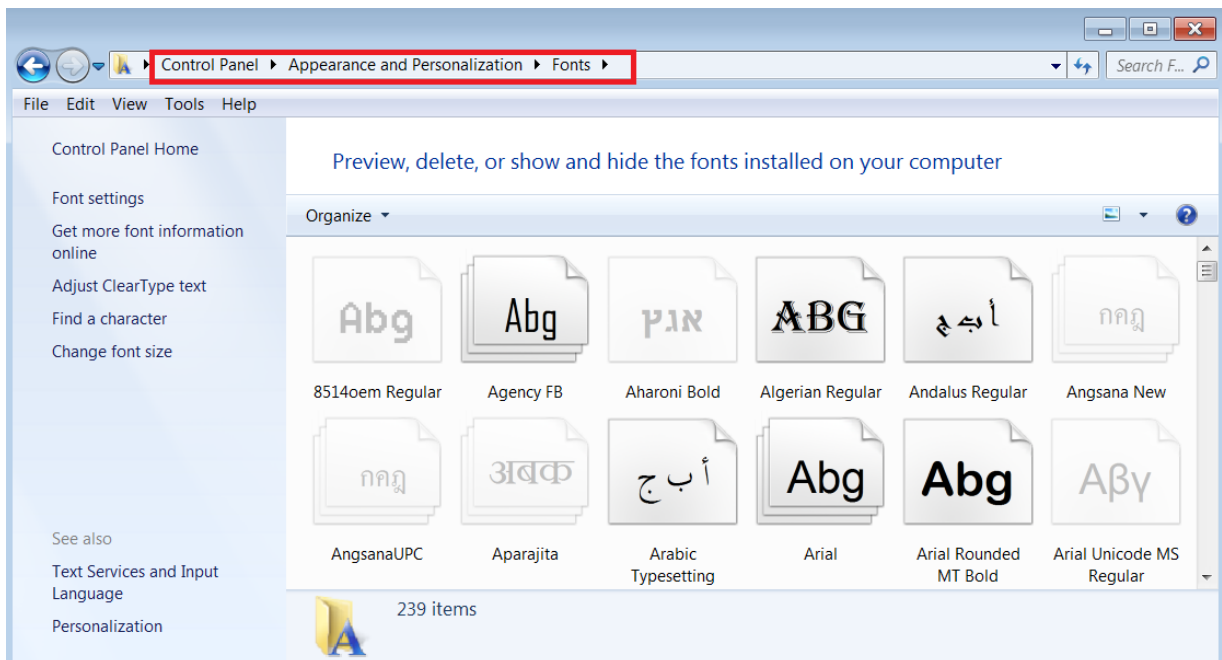 Control Panel Appearance and Personalization Fonts
Search F...
File Edit View Tools Help
Control Panel Home
Font settings
Get more font information
online
Adjust ClearType text
Find a character
Change font size
See also
Text Services and Input
Language
Personalization
Preview, delete, or show and hide the fonts installed on your computer
Organize
Abg
Abg
אבץ
ABG
أ ب ج
กคฎ
8514oem Regular
Agency FB
Aharoni Bold
Algerian Regular
Andalus Regular
Angsana New
กคฎ
अबक
أ ب ج
Abg
Abg
Αβγ
AngsanaUPC
Aparajita
Arabic
Typesetting
Arial
Arial Rounded
MT Bold
Arial Unicode MS
Regular
239 items